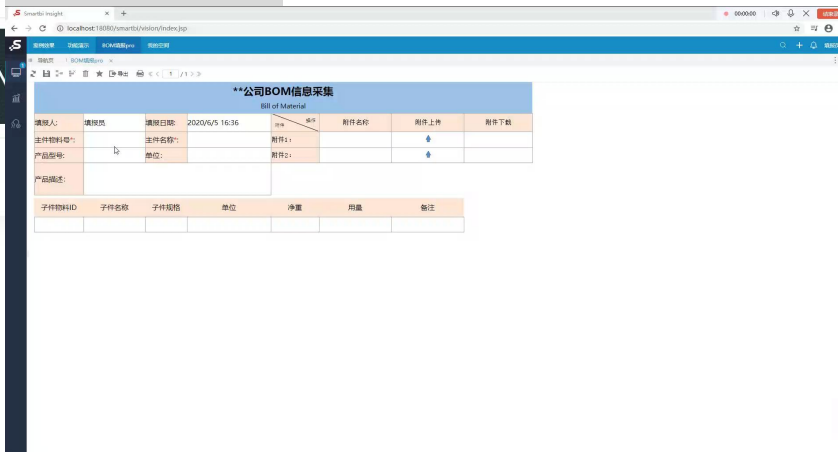 Smartbi insight
00:00:00
localhost:18080/smartbi/vision/index.jsp
案例效果 功能演示 BOM填报pro 我的空间
导航页 BOM填报pro
导出 1 /1
**公司BOM信息采集
Bill of Material
填报人: 填报员 填报日期: 2020/6/5 16:36 附件 操作 附件名称 附件上传 附件下载
主件物料号*: 主件名称*: 附件1:
产品型号: 单位: 附件2:
产品描述:
子件物料ID 子件名称 子件规格 单位 净重 用量 备注